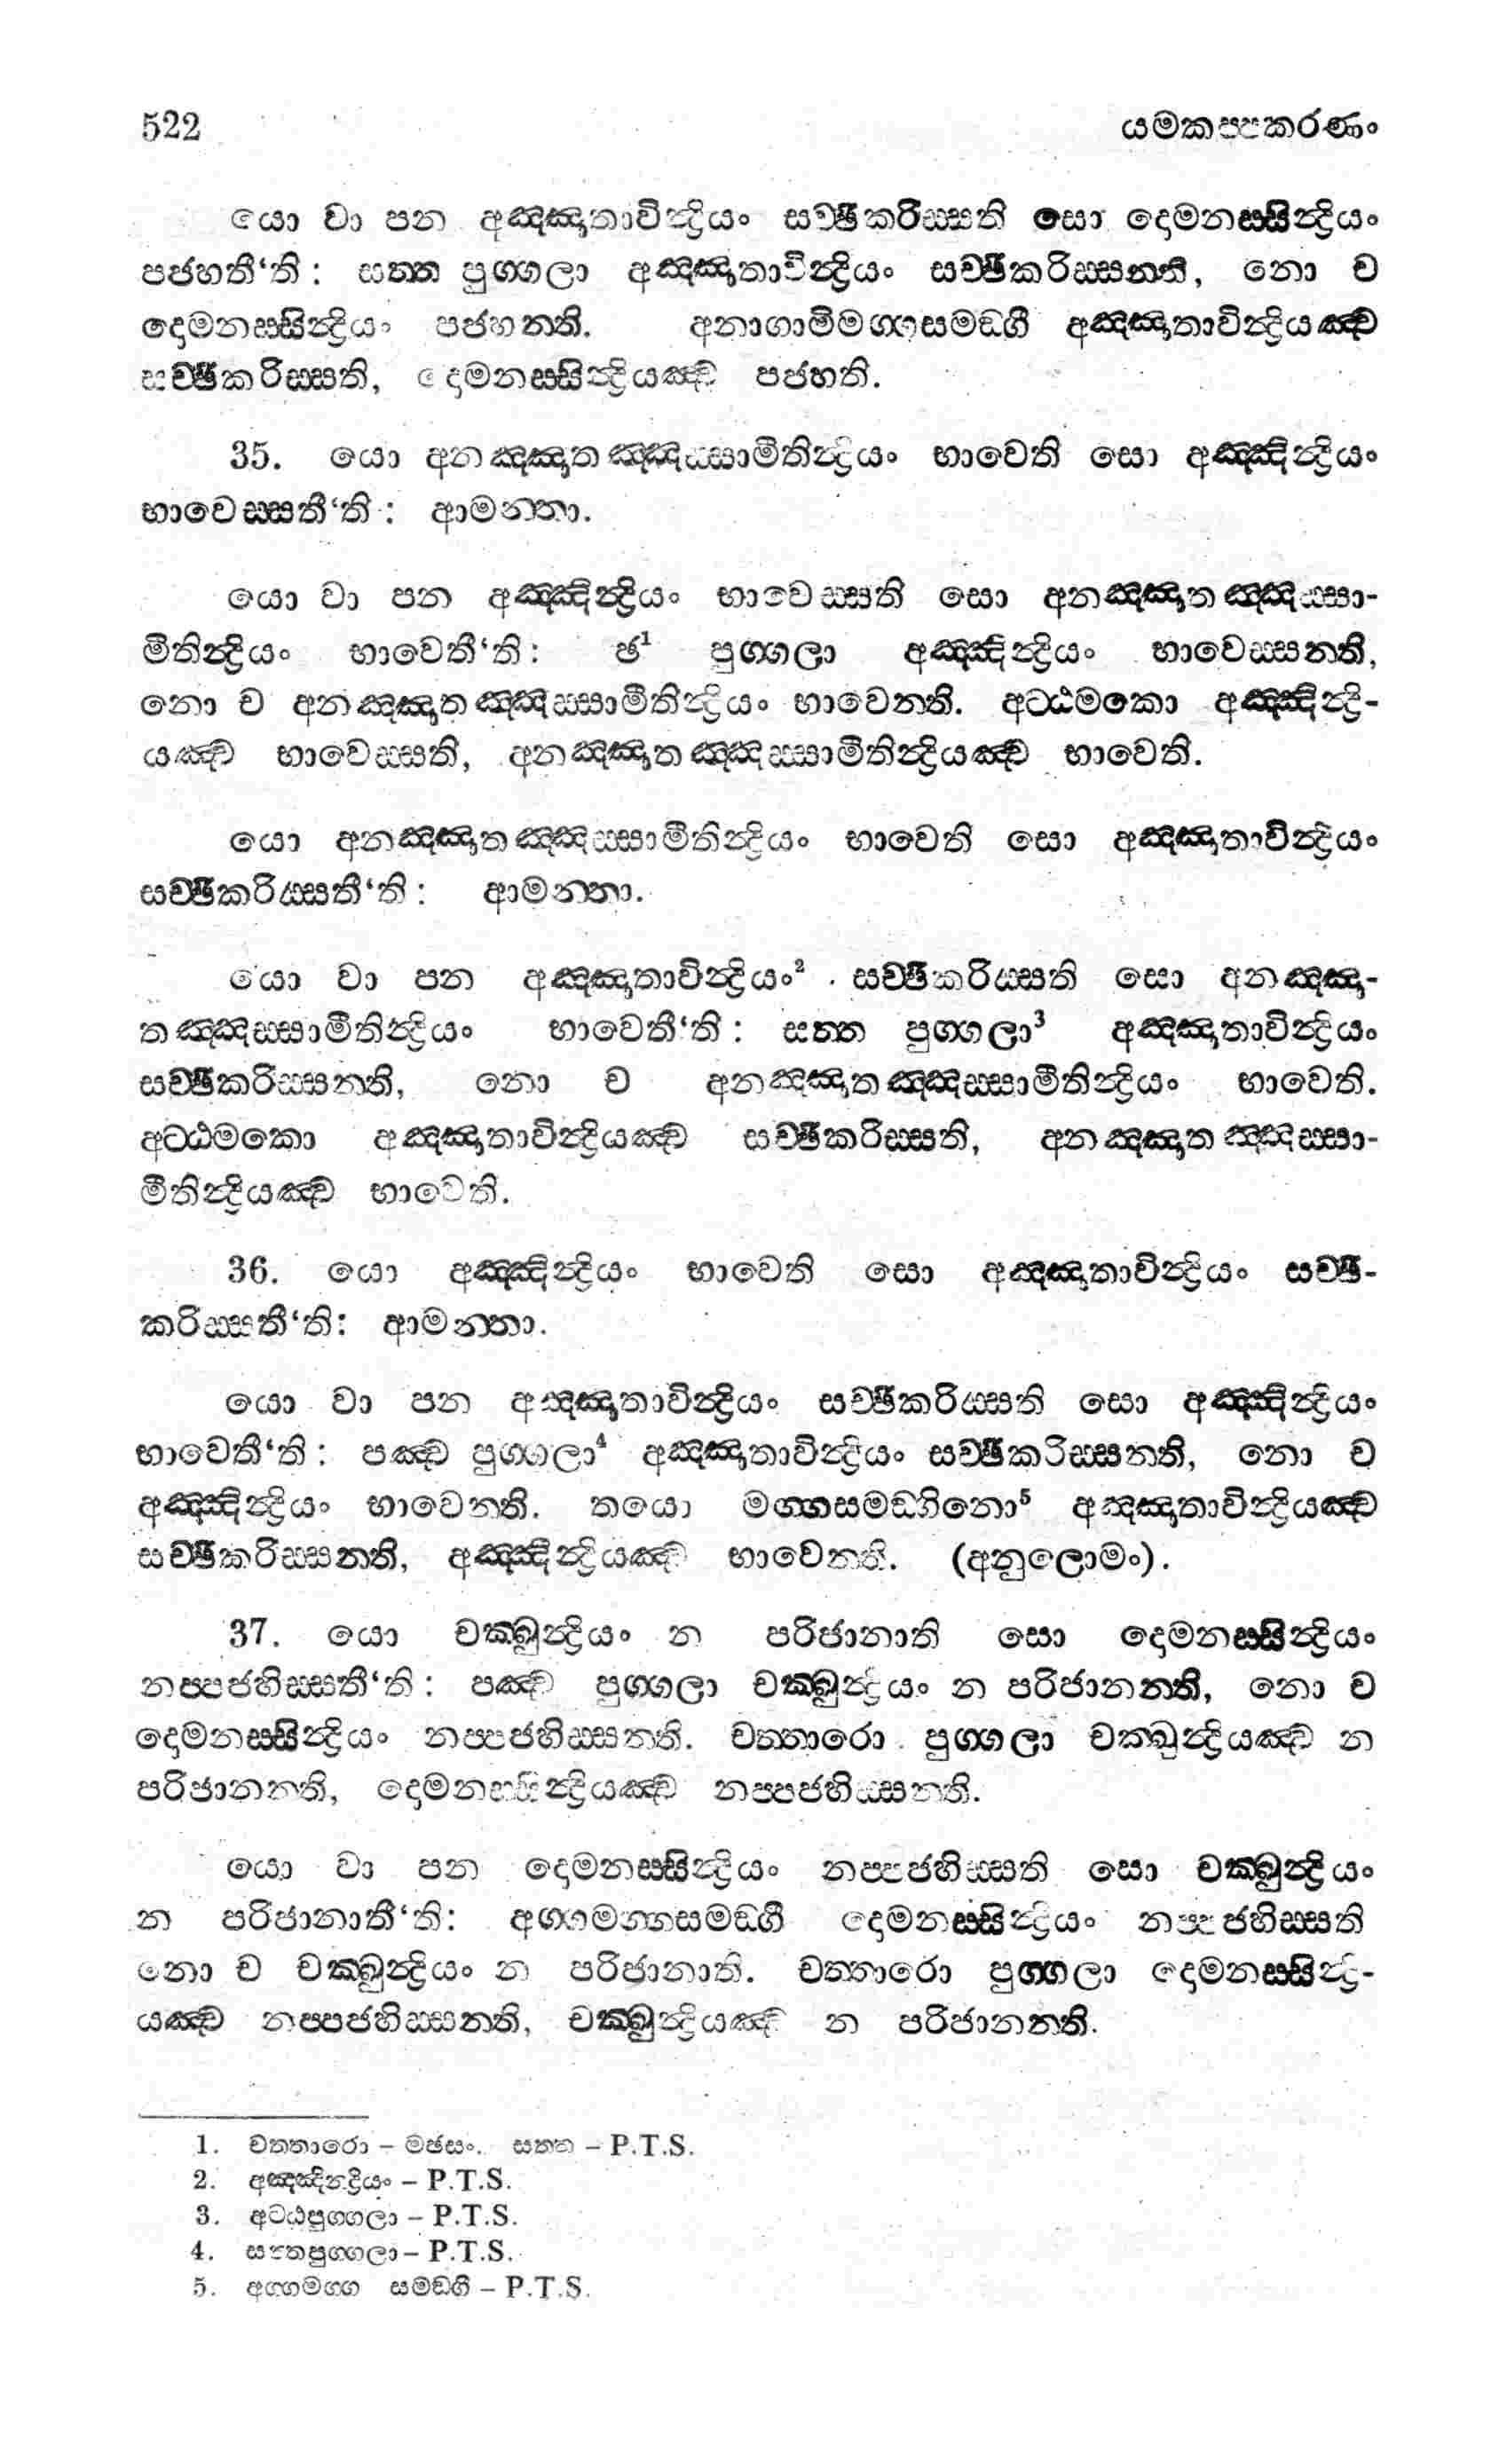 522 යමකප්පකරණං
යො වා පන අඤ්ඤාතාවින්ද්‍රියං සච්ඡිකරිස්සති සො දොමනස්සින්ද්‍රියං
පජහතී‘ති: සත්ත පුග්ගලා අඤ්ඤාතාවින්ද්‍රියං සච්ඡිකරිස්සන්ති, නො ච
දොමනස්සින්ද්‍රියං පජහන්ති. අනාගාමිමග්ගසමඞ්ගී අඤ්ඤාතාවින්ද්‍රියඤ්ච
සච්ඡිකරිස්සති, දොමනස්සින්ද්‍රියඤ්ච පජහති.
35. යො අනඤ්ඤාතඤ්ඤස්සාමීතින්ද්‍රියං භාවෙති සො අඤ්ඤින්ද්‍රියං
භාවෙස්සතී‘ති: ආමන්තා.
යො වා පන අඤ්ඤින්ද්‍රියං භාවෙස්සති සො අනඤ්ඤාතඤ්ඤස්සා-
මිතින්ද්‍රියං භාවෙතී‘ති: ඡ¹ පුග්ගලා අඤ්ඤින්ද්‍රියං භාවෙස්සන්ති,
නො ච අනඤ්ඤාතඤ්ඤස්සාමීතින්ද්‍රියං භාවෙන්ති. අට්ඨමකො අඤ්ඤින්ද්‍රි-
යඤ්ච භාවෙස්සති, අනඤ්ඤාතඤ්ඤස්සාමීතින්ද්‍රියඤ්ච භාවෙති.
යො අනඤ්ඤාතඤ්ඤස්සාමීතින්ද්‍රියං භාවෙති සො අඤ්ඤාතාවින්ද්‍රියං
සච්ඡිකරිස්සතී‘ති: ආමන්තා.
යො වා පන අඤ්ඤාතාවින්ද්‍රියං² සච්ඡිකරිස්සති සො අනඤ්ඤා-
තඤ්ඤස්සාමීතින්ද්‍රියං භාවෙතී‘ති: සත්ත පුග්ගලා³ අඤ්ඤාතාවින්ද්‍රියං
සච්ඡිකරිස්සන්ති, නො ච අනඤ්ඤාතඤ්ඤස්සාමීතින්ද්‍රියං භාවෙති.
අට්ඨමකො අඤ්ඤාතාවින්ද්‍රියඤ්ච සච්ඡිකරිස්සති, අනඤ්ඤාතඤ්ඤස්සා-
මීතින්ද්‍රියඤ්ච භාවෙති.
36. යො අඤ්ඤින්ද්‍රියං භාවෙති සො අඤ්ඤාතාවින්ද්‍රියං සච්ඡි-
කරිස්සතී‘ති: ආමන්තා.
යො වා පන අඤ්ඤාතාවින්ද්‍රියං සච්ඡිකරිස්සති සො අඤ්ඤින්ද්‍රියං
භාවෙතී‘ති: පඤ්ච පුග්ගලා⁴ අඤ්ඤාතාවින්ද්‍රියං සච්ඡිකරිස්සන්ති, නො ච
අඤ්ඤින්ද්‍රියං භාවෙන්ති. තයො මග්ගසමඞ්ගිනො⁵ අඤ්ඤාතාවින්ද්‍රියඤ්ච
සච්ඡිකරිස්සන්ති, අඤ්ඤින්ද්‍රියඤ්ච භාවෙන්ති. (අනුලොමං).
37. යො චක්ඛුන්ද්‍රියං න පරිජානාති සො දොමනස්සින්ද්‍රියං
නප්පජහිස්සතී‘ති: පඤ්ච පුග්ගලා චක්ඛුන්ද්‍රියං න පරිජානන්ති, නො ච
දොමනස්සින්ද්‍රියං නප්පජහිස්සන්ති. චත්තාරො පුග්ගලා චක්ඛුන්ද්‍රියඤ්ච න
පරිජානන්ති, දොමනස්සින්ද්‍රියඤ්ච නප්පජහිස්සන්ති.
යො වා පන දොමනස්සින්ද්‍රියං නප්පජහිස්සති සො චක්ඛුන්ද්‍රියං
න පරිජානාතී‘ති: අග්ගමග්ගසමඞ්ගී දොමනස්සින්ද්‍රියං නප්පජහිස්සති
නො ච චක්ඛුන්ද්‍රියං න පරිජානාති. චත්තාරො පුග්ගලා දොමනස්සින්ද්‍රි-
යඤ්ච නප්පජහිස්සන්ති, චක්ඛුන්ද්‍රියඤ්ච න පරිජානන්ති.
1. චත්තාරො – මඡසං. සත්ත – P.T.S.
2. අඤ්ඤින්ද්‍රියං – P.T.S.
3. අට්ඨපුග්ගලා – P.T.S.
4. සත්තපුග්ගලා – P.T.S.
5. අග්ගමග්ග සමඞ්ගී – P.T.S.